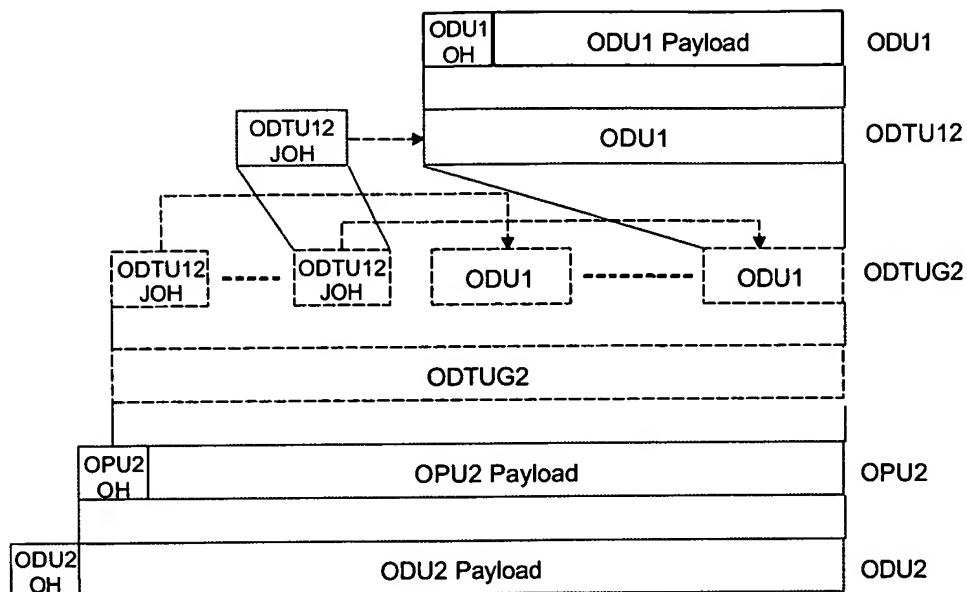 ODU1 OH ODU1 Payload ODU1
ODTU12 JOH ODU1 ODTU12
ODTU12 JOH ODTU12 JOH ODU1 ODU1 ODTUG2
ODTUG2
OPU2 OH OPU2 Payload OPU2
ODU2 OH ODU2 Payload ODU2